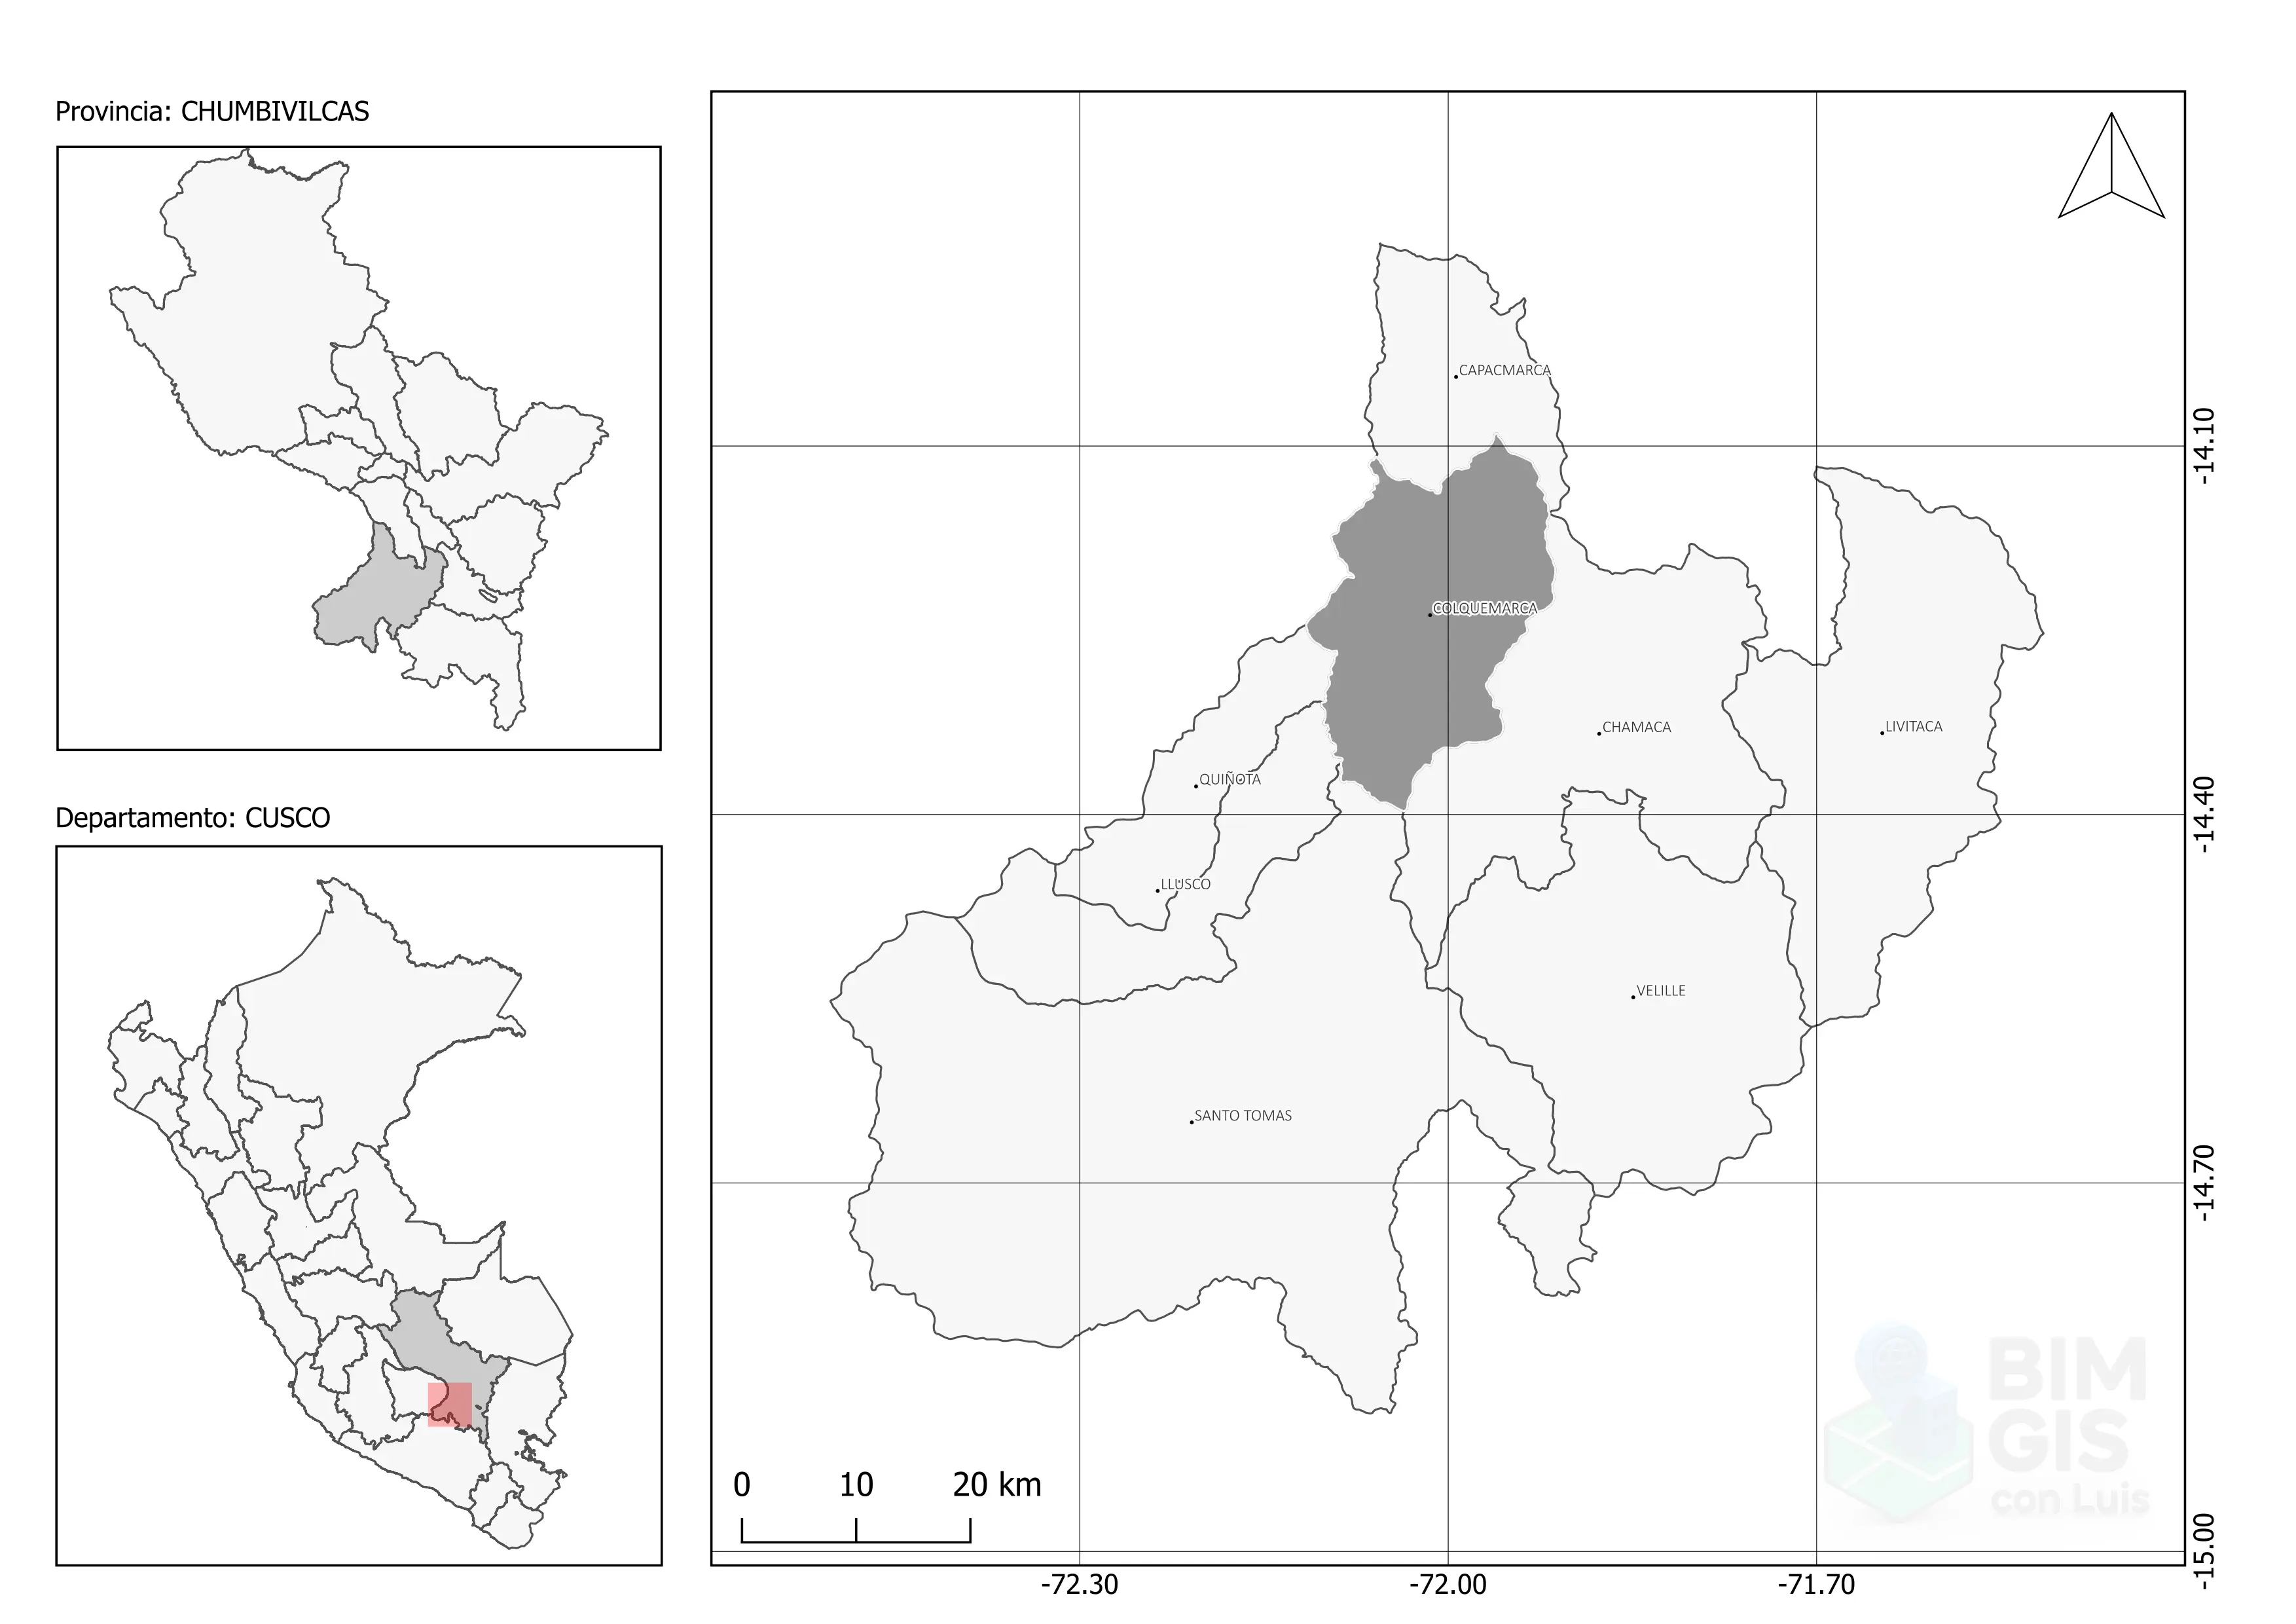 Provincia: CHUMBIVILCAS
Departamento: CUSCO
CAPACMARCA
COLQUEMARCA
CHAMACA
LIVITACA
QUIÑOTA
LLUSCO
VELILLE
SANTO TOMAS
-14.10
-14.40
-14.70
-15.00
0 10 20 km
-72.30 -72.00 -71.70
BIM
GIS
con Luis